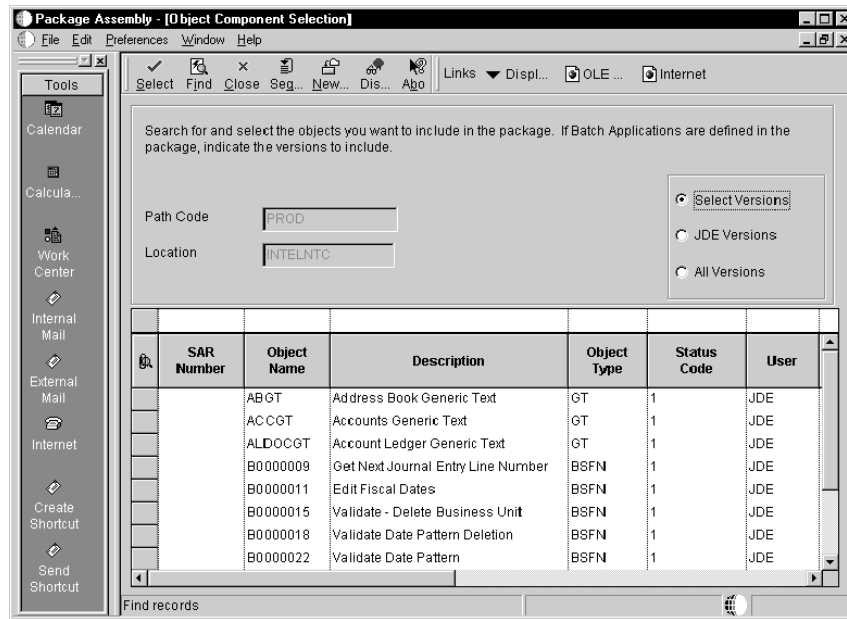 Package Assembly - [Object Component Selection]
File Edit Preferences Window Help
Tools
Calendar
Calcula...
Work
Center
Internal
Mail
External
Mail
Internet
Create
Shortcut
Send
Shortcut
Select Find Close Seq... New... Dis... Abo Links Displ... OLE ... Internet
Search for and select the objects you want to include in the package. If Batch Applications are defined in the
package, indicate the versions to include.
Path Code PROD
Location INTELNTC
Select Versions
JDE Versions
All Versions
SAR Number Object Name Description Object Type Status Code User
ABGT Address Book Generic Text GT 1 JDE
ACCGT Accounts Generic Text GT 1 JDE
ALDOCGT Account Ledger Generic Text GT 1 JDE
B0000009 Get Next Journal Entry Line Number BSFN 1 JDE
B0000011 Edit Fiscal Dates BSFN 1 JDE
B0000015 Validate - Delete Business Unit BSFN 1 JDE
B0000018 Validate Date Pattern Deletion BSFN 1 JDE
B0000022 Validate Date Pattern BSFN 1 JDE
Find records